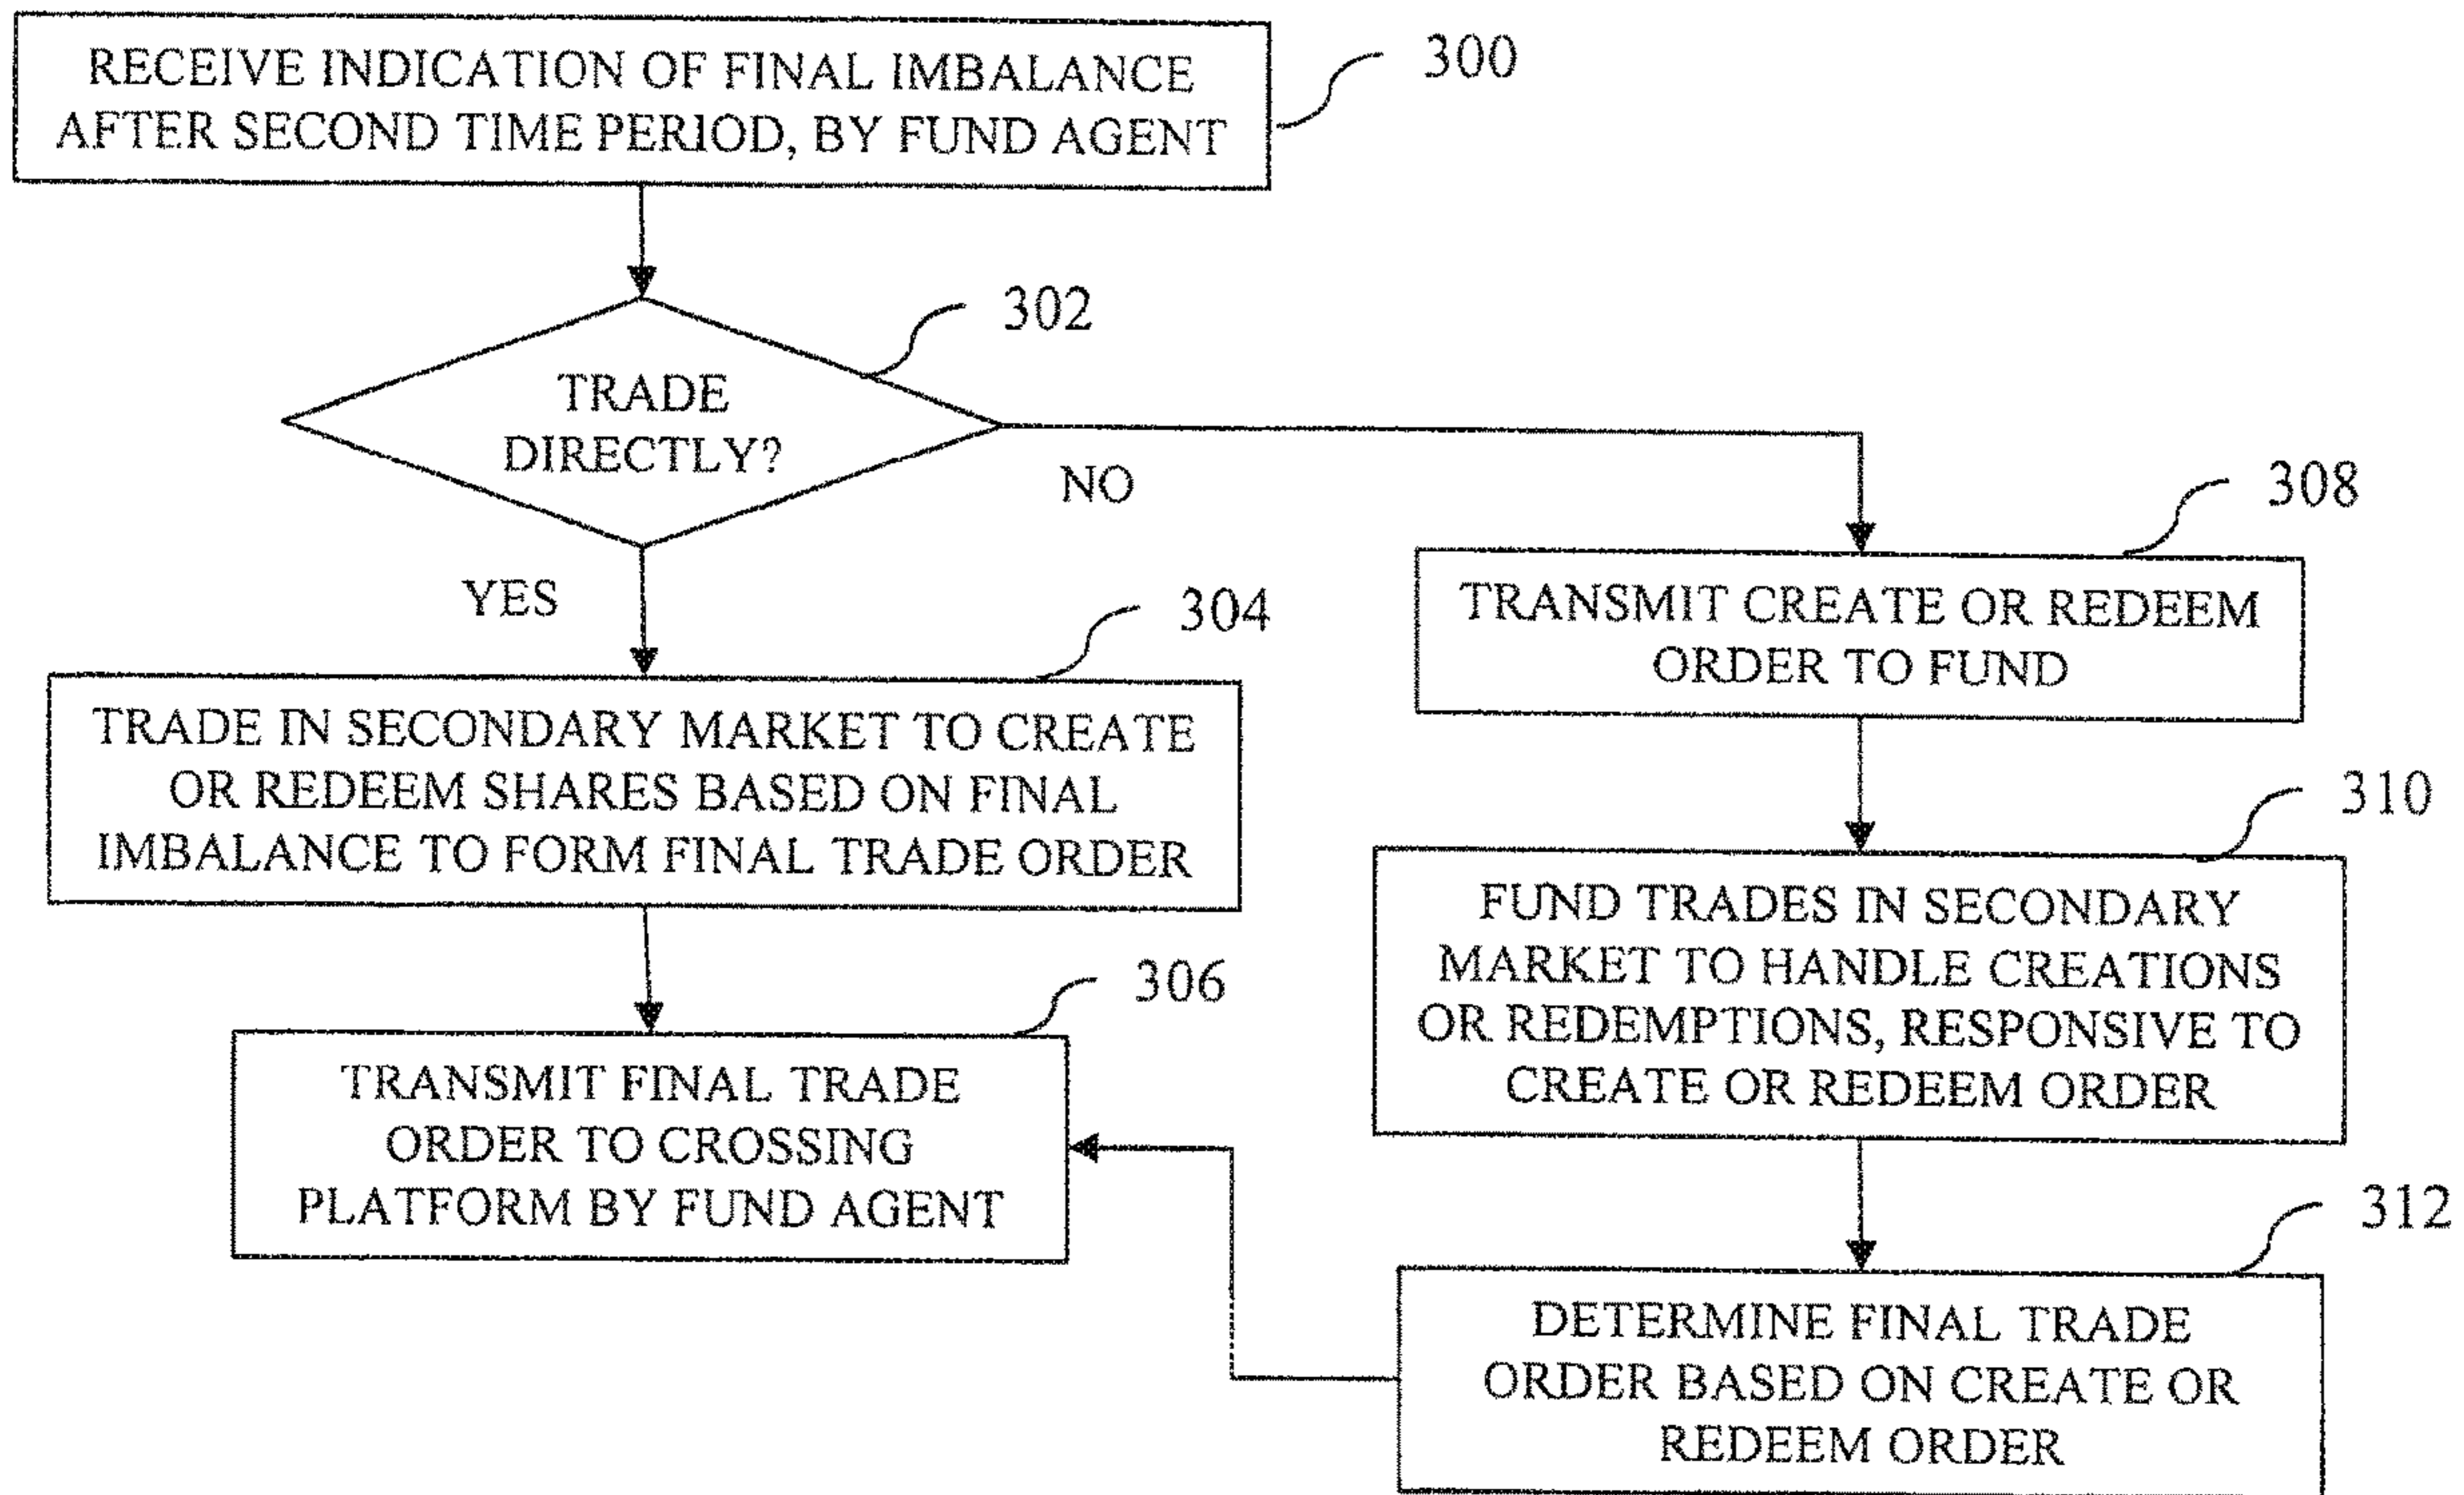 RECEIVE INDICATION OF FINAL IMBALANCE
AFTER SECOND TIME PERIOD, BY FUND AGENT
300
302
TRADE
DIRECTLY?
NO
YES
304
TRADE IN SECONDARY MARKET TO CREATE
OR REDEEM SHARES BASED ON FINAL
IMBALANCE TO FORM FINAL TRADE ORDER
306
TRANSMIT FINAL TRADE
ORDER TO CROSSING
PLATFORM BY FUND AGENT
308
TRANSMIT CREATE OR REDEEM
ORDER TO FUND
310
FUND TRADES IN SECONDARY
MARKET TO HANDLE CREATIONS
OR REDEMPTIONS, RESPONSIVE TO
CREATE OR REDEEM ORDER
312
DETERMINE FINAL TRADE
ORDER BASED ON CREATE OR
REDEEM ORDER